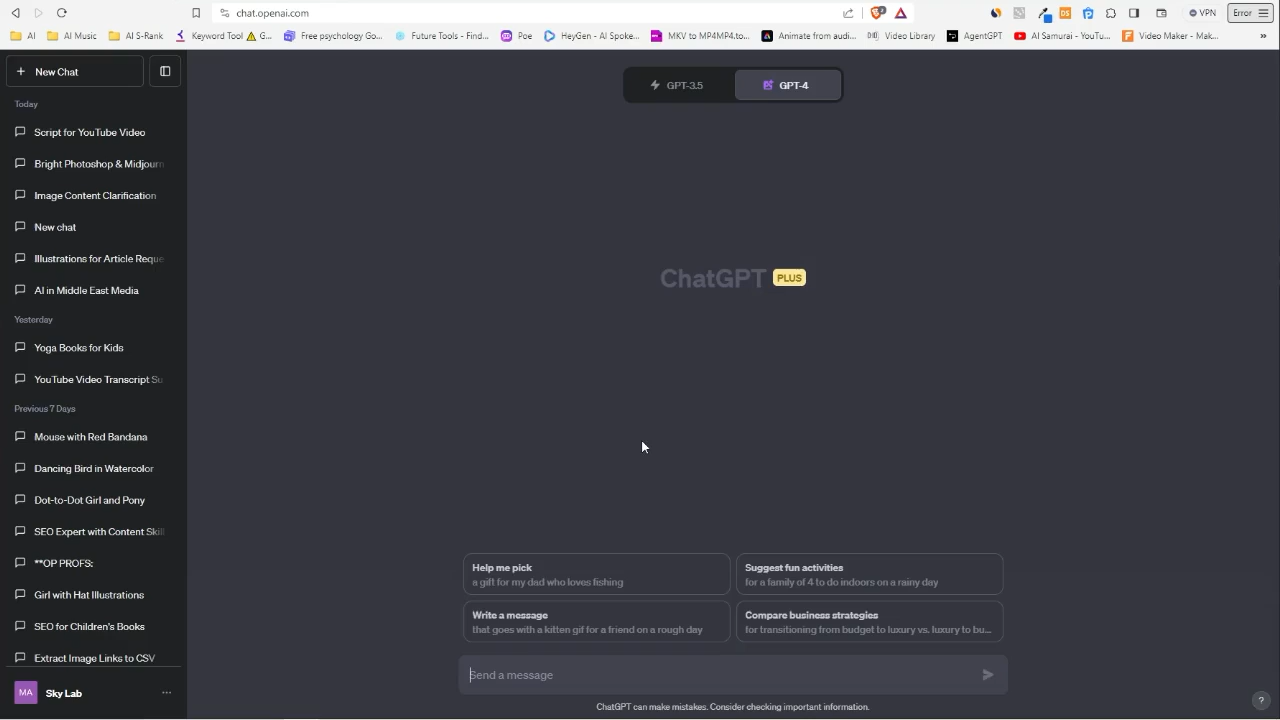 chat.openai.com
VPN
Error
AI
AI Music
AI S-Rank
Keyword Tool ⚠ G...
Free psychology Go...
Future Tools - Find...
Poe
HeyGen - AI Spoke...
MKV to MP4MP4.to...
Animate from audi...
Video Library
AgentGPT
AI Samurai - YouTu...
Video Maker - Mak...
»
New Chat
GPT-3.5
GPT-4
Today
Script for YouTube Video
Bright Photoshop & Midjourn
Image Content Clarification
New chat
Illustrations for Article Reque
AI in Middle East Media
ChatGPT PLUS
Yesterday
Yoga Books for Kids
YouTube Video Transcript Su
Previous 7 Days
Mouse with Red Bandana
Dancing Bird in Watercolor
Dot-to-Dot Girl and Pony
SEO Expert with Content Skil
**OP PROFS:
Girl with Hat Illustrations
SEO for Children's Books
Extract Image Links to CSV
MA
Sky Lab
...
Help me pick
a gift for my dad who loves fishing
Suggest fun activities
for a family of 4 to do indoors on a rainy day
Write a message
that goes with a kitten gif for a friend on a rough day
Compare business strategies
for transitioning from budget to luxury vs. luxury to bu...
Send a message
ChatGPT can make mistakes. Consider checking important information.
?